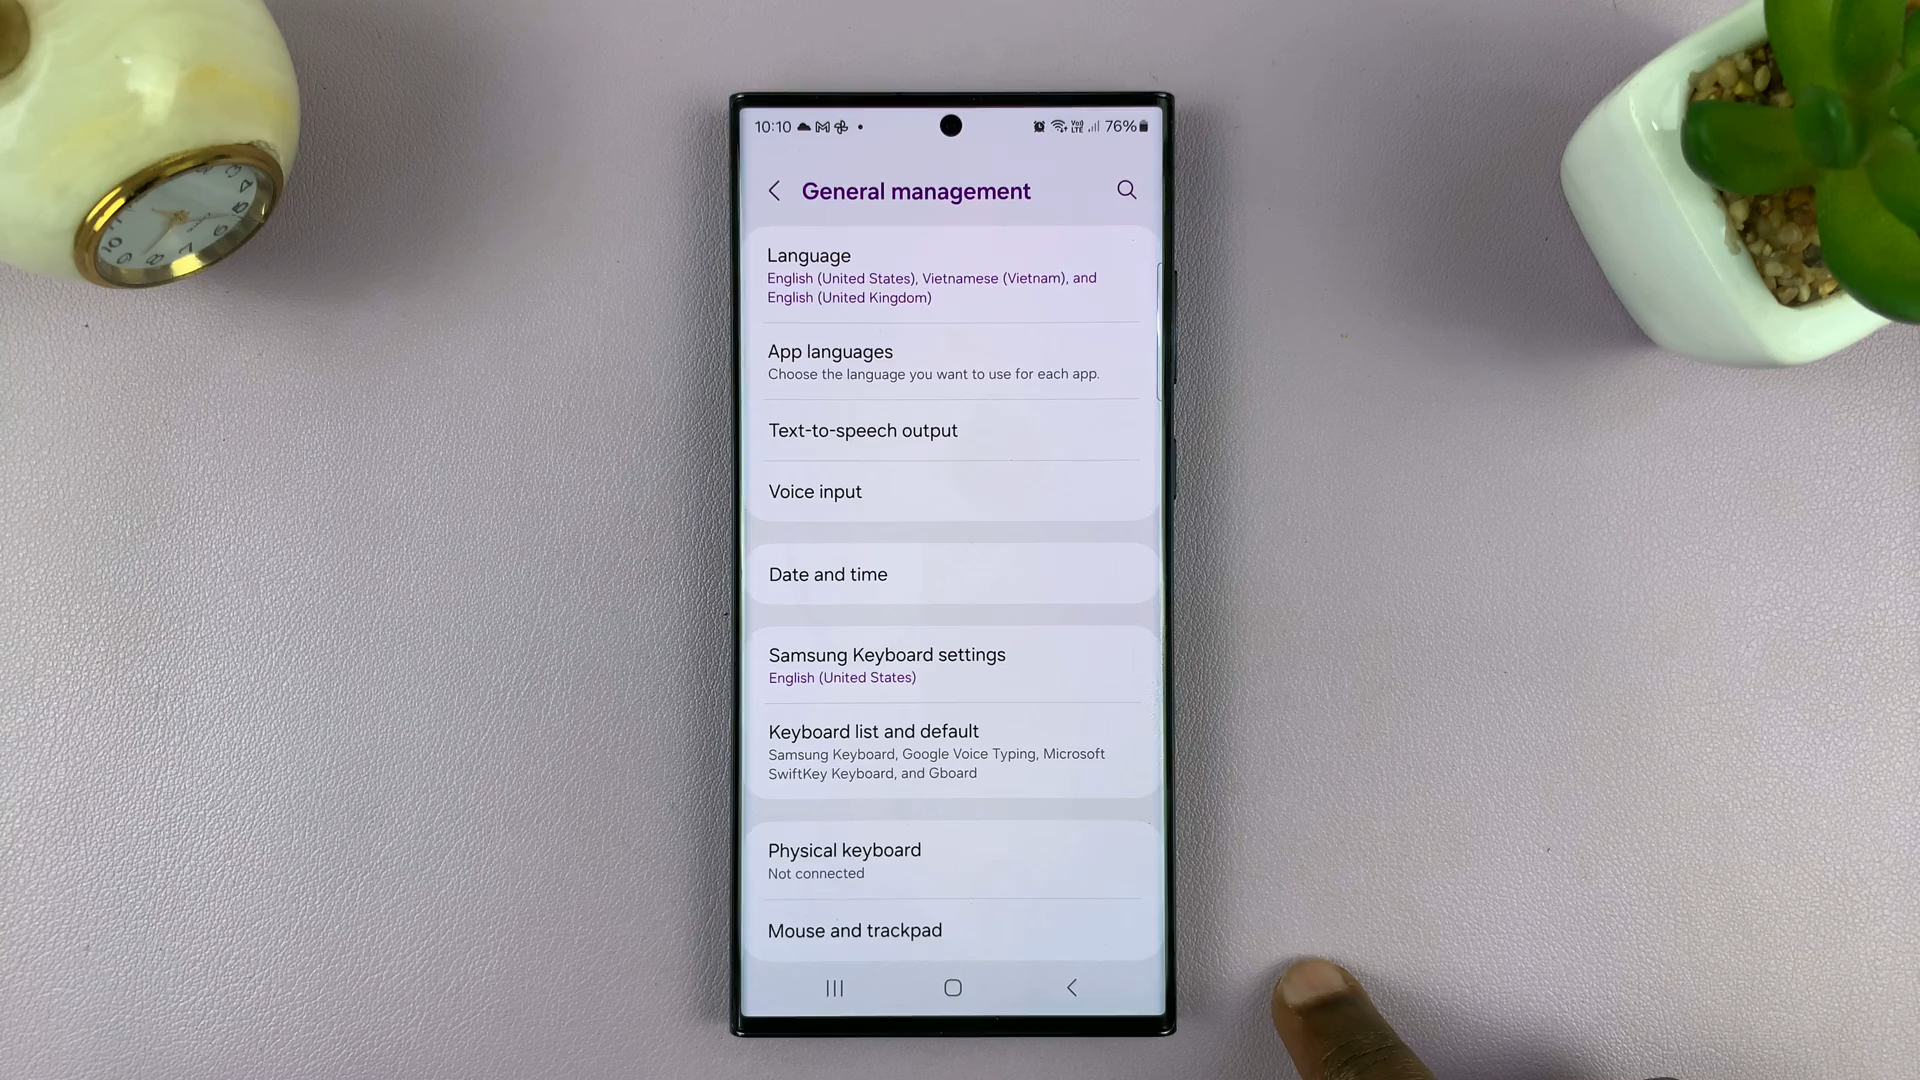 10:10 76%
General management
Language
English (United States), Vietnamese (Vietnam), and
English (United Kingdom)
App languages
Choose the language you want to use for each app.
Text-to-speech output
Voice input
Date and time
Samsung Keyboard settings
English (United States)
Keyboard list and default
Samsung Keyboard, Google Voice Typing, Microsoft
SwiftKey Keyboard, and Gboard
Physical keyboard
Not connected
Mouse and trackpad